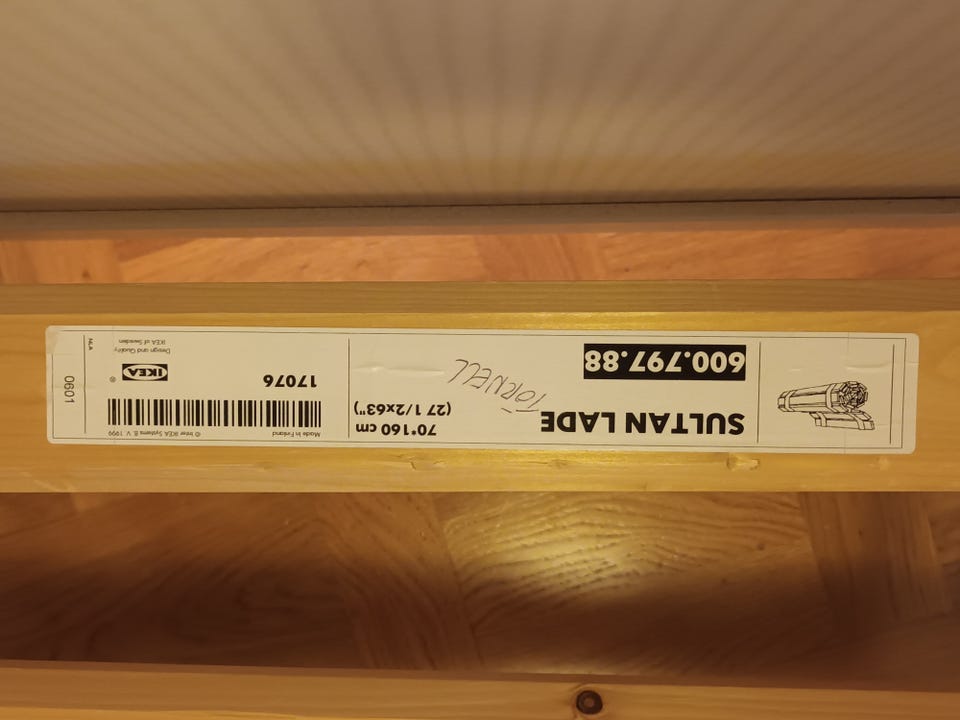 SULTAN LADE
600.797.88
TORNELL
70*160 cm
(27 1/2x63")
Made in Finland
© Inter IKEA Systems B. V. 1999
17076
IKEA
®
Design and Quality
IKEA of Sweden
NLA
0601